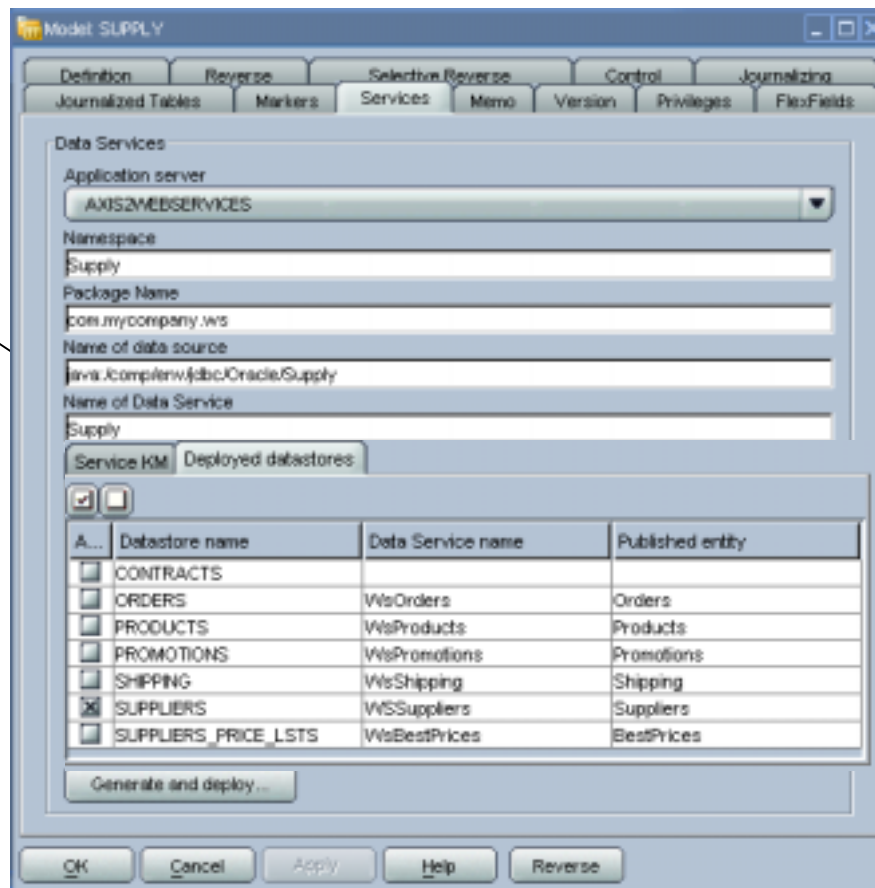 Model: SUPPLY
Definition Reverse Selective Reverse Control Journalizing
Journalized Tables Markers Services Memo Version Privileges FlexFields
Data Services
Application server
AXIS2WEBSERVICES
Namespace
Supply
Package Name
com.mycompany.ws
Name of data source
java:/comp/env/jdbc/Oracle/Supply
Name of Data Service
Supply
Service KM Deployed datastores
A... Datastore name Data Service name Published entity
CONTRACTS
ORDERS WsOrders Orders
PRODUCTS WsProducts Products
PROMOTIONS WsPromotions Promotions
SHIPPING WsShipping Shipping
SUPPLIERS WSSuppliers Suppliers
SUPPLIERS_PRICE_LSTS WsBestPrices BestPrices
Generate and deploy...
OK Cancel Apply Help Reverse